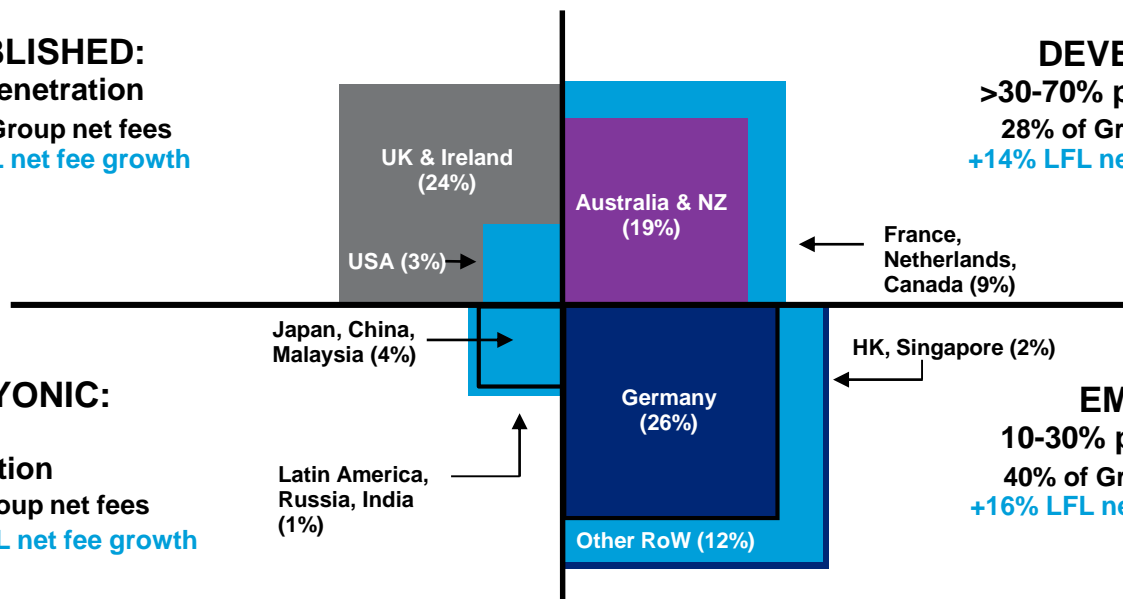 BLISHED:
enetration
Group net fees
L net fee growth
DEVE
>30-70% p
28% of Gr
+14% LFL ne
UK & Ireland
(24%)
Australia & NZ
(19%)
USA (3%)
France,
Netherlands,
Canada (9%)
Japan, China,
Malaysia (4%)
HK, Singapore (2%)
YONIC:
tion
oup net fees
L net fee growth
Germany
(26%)
EM
10-30% p
40% of Gr
+16% LFL ne
Latin America,
Russia, India
(1%)
Other RoW (12%)